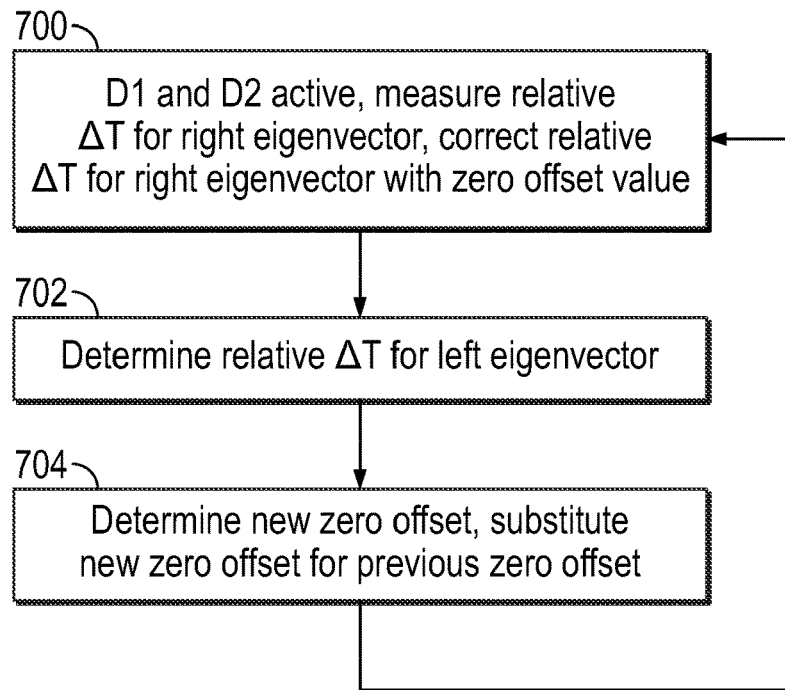 700
D1 and D2 active, measure relative
ΔT for right eigenvector, correct relative
ΔT for right eigenvector with zero offset value
702
Determine relative ΔT for left eigenvector
704
Determine new zero offset, substitute
new zero offset for previous zero offset